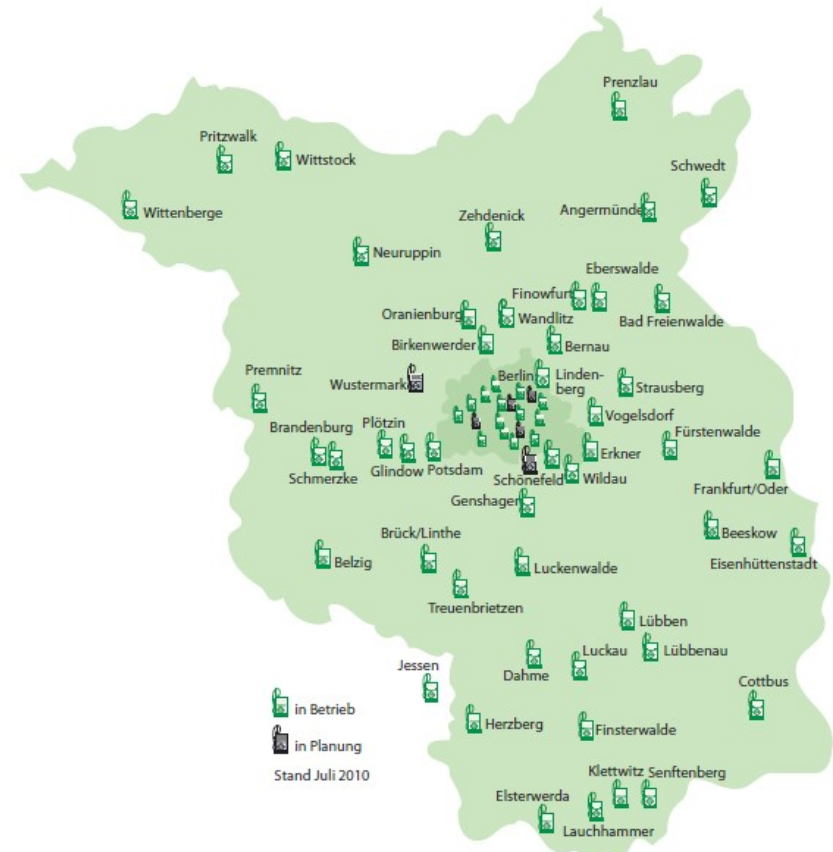 Prenzlau
Pritzwalk
Wittstock
Schwedt
Wittenberge
Zehdenick
Angermünde
Neuruppin
Eberswalde
Finowfurt
Oranienburg
Wandlitz
Bad Freienwalde
Birkenwerder
Bernau
Premnitz
Wustermark
Berlin
Linden-
berg
Strausberg
Brandenburg
Plötzin
Vogelsdorf
Fürstenwalde
Schmerzke
Glindow
Potsdam
Schönefeld
Erkner
Wildau
Frankfurt/Oder
Genshagen
Brück/Linthe
Beeskow
Belzig
Luckenwalde
Eisenhüttenstadt
Treuenbrietzen
Lübben
Jessen
Dahme
Luckau
Lübbenau
Cottbus
in Betrieb
Herzberg
Finsterwalde
in Planung
Stand Juli 2010
Klettwitz
Senftenberg
Elsterwerda
Lauchhammer